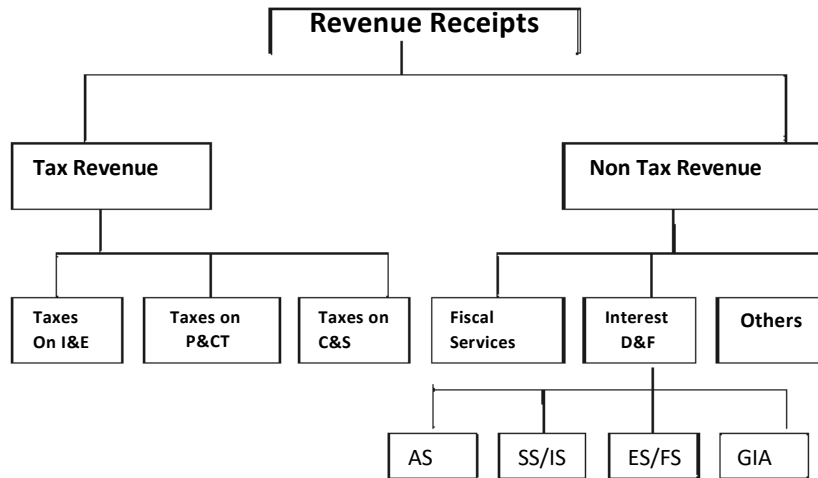 Revenue Receipts
Tax Revenue
Non Tax Revenue
Taxes
On I&E
Taxes on
P&CT
Taxes on
C&S
Fiscal
Services
Interest
D&F
Others
AS
SS/IS
ES/FS
GIA